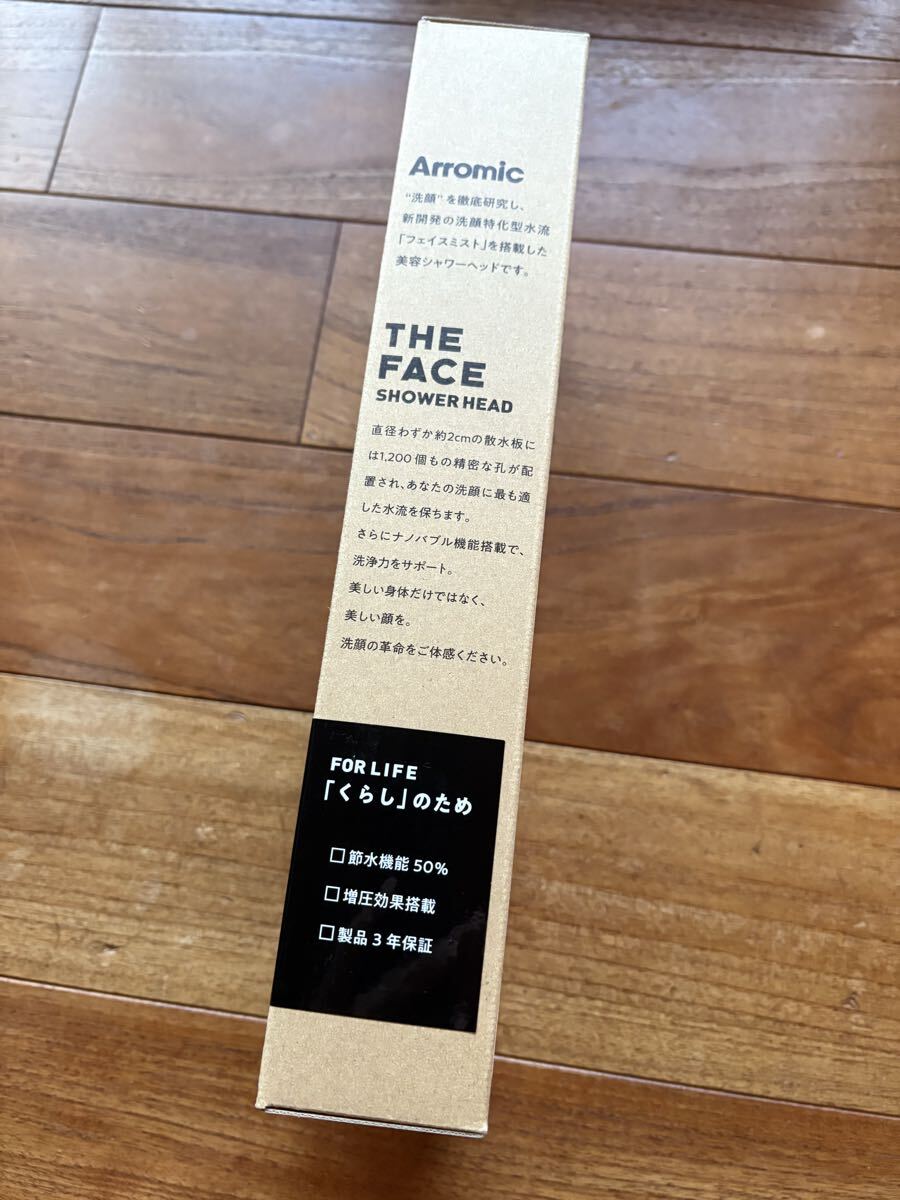 Arromic
“洗顔”を徹底研究し、
新開発の洗顔特化型水流
「フェイスミスト」を搭載した
美容シャワーヘッドです。
THE
FACE
SHOWER HEAD
直径わずか約2cmの散水板に
は1,200個もの精密な孔が配
置され、あなたの洗顔に最も適
した水流を保ちます。
さらにナノバブル機能搭載で、
洗浄力をサポート。
美しい身体だけではなく、
美しい顔を。
洗顔の革命をご体感ください。
FOR LIFE
「くらし」のため
□ 節水機能 50%
□ 増圧効果搭載
□ 製品 3 年保証